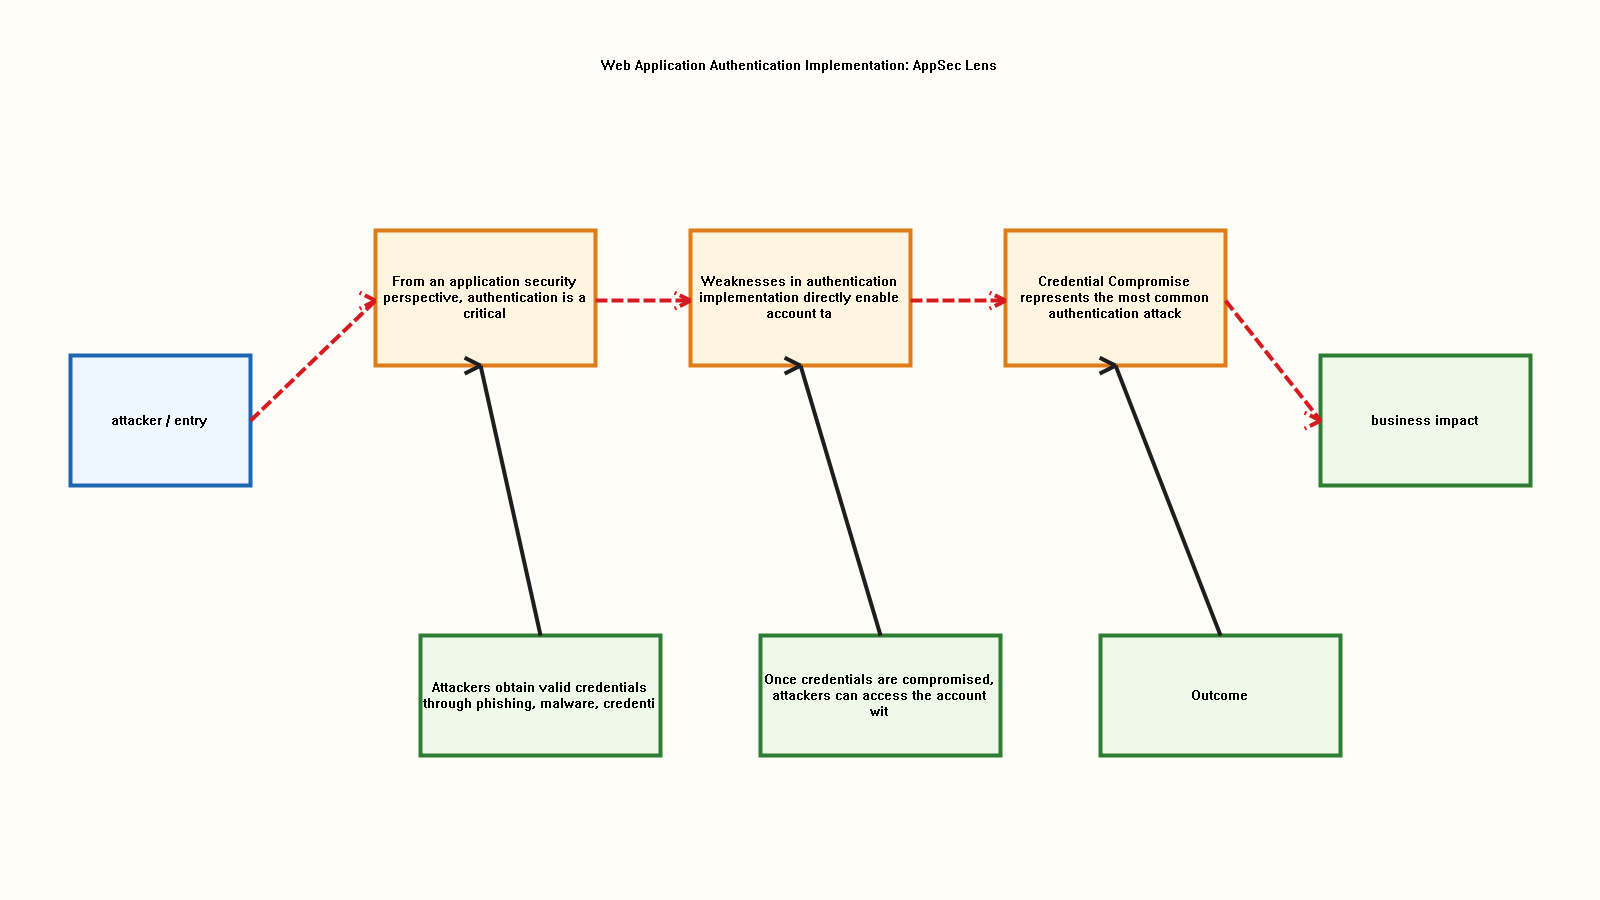 Web Application Authentication Implementation: AppSec Lens
From an application security
perspective, authentication is a
critical
Weaknesses in authentication
implementation directly enable
account ta
Credential Compromise
represents the most common
authentication attack
attacker / entry
business impact
Attackers obtain valid credentials
through phishing, malware, credenti
Once credentials are compromised,
attackers can access the account
wit
Outcome